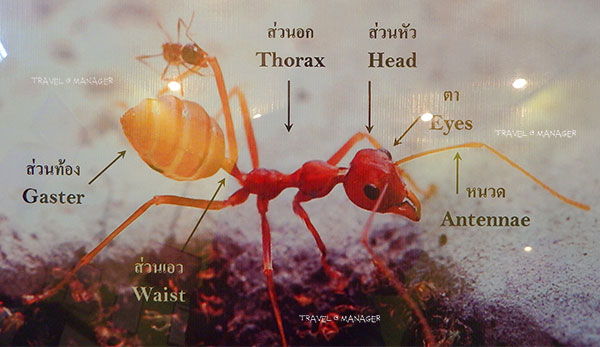 ส่วนอก
Thorax
ส่วนหัว
Head
TRAVEL @ MANAGER
ตา
Eyes
TRAVEL @ MANAGER
ส่วนท้อง
Gaster
หนวด
Antennae
ส่วนเอว
Waist
TRAVEL @ MANAGER